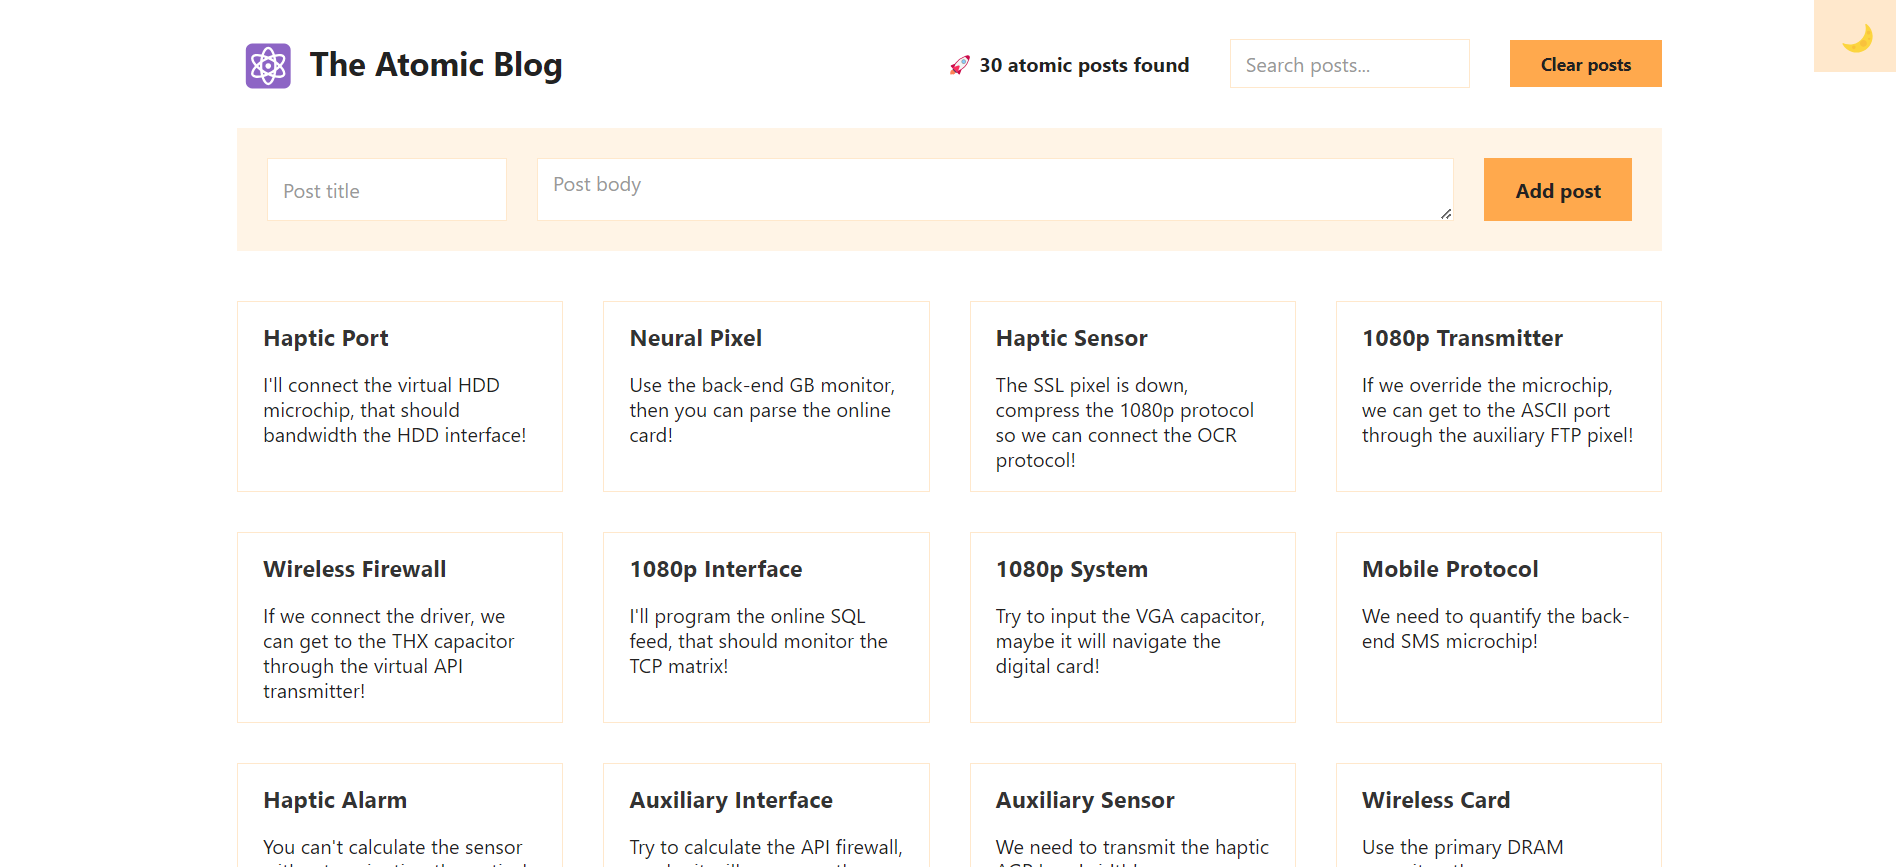 The Atomic Blog
🚀 30 atomic posts found
Search posts...
Clear posts
Post title
Post body
Add post
Haptic Port
I'll connect the virtual HDD
microchip, that should
bandwidth the HDD interface!
Neural Pixel
Use the back-end GB monitor,
then you can parse the online
card!
Haptic Sensor
The SSL pixel is down,
compress the 1080p protocol
so we can connect the OCR
protocol!
1080p Transmitter
If we override the microchip,
we can get to the ASCII port
through the auxiliary FTP pixel!
Wireless Firewall
If we connect the driver, we
can get to the THX capacitor
through the virtual API
transmitter!
1080p Interface
I'll program the online SQL
feed, that should monitor the
TCP matrix!
1080p System
Try to input the VGA capacitor,
maybe it will navigate the
digital card!
Mobile Protocol
We need to quantify the back-
end SMS microchip!
Haptic Alarm
You can't calculate the sensor
Auxiliary Interface
Try to calculate the API firewall,
Auxiliary Sensor
We need to transmit the haptic
Wireless Card
Use the primary DRAM